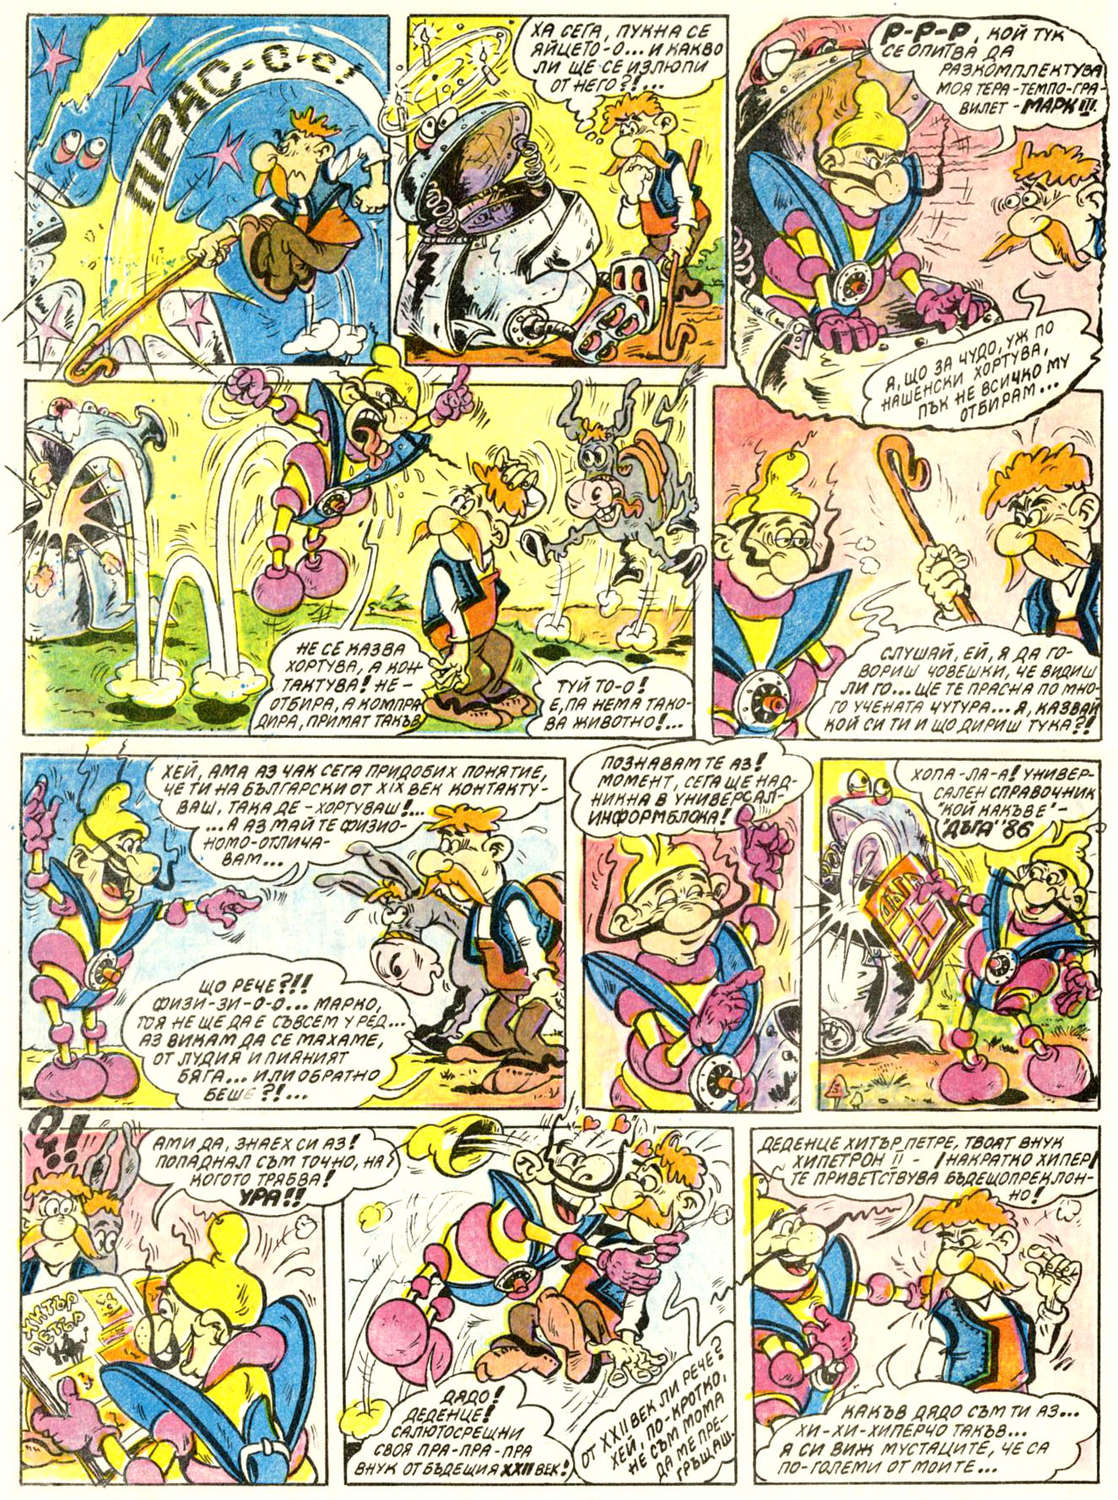 ПРАС-С-С!
ХА СЕГА, ПУКНА СЕ
ЯЙЦЕТО-О... И КАКВО
ЛИ ЩЕ СЕ ИЗЛЮПИ
ОТ НЕГО?!...
Р-Р-Р, КОЙ ТУК
СЕ ОПИТВА ДА
РАЗКОМПЛЕКТУВА
МОЯ ТЕРА-ТЕМПО-ГРА-
ВИЛЕТ-МАРК III.
Я, ЩО ЗА ЧУДО, УЖ ПО
НАШЕНСКИ ХОРТУВА,
ПЪК НЕ ВСИЧКО МУ
ОТБИРАМ...
НЕ СЕ КАЗВА
ХОРТУВА, А КОН-
ТАКТУВА! НЕ-
ОТБИРА, А КОМПРА
ДИРА, ПРИМАТ ТАКЪВ
ТУЙ ТО-О!
Е, ПА НЕМА ТАКО-
ВА ЖИВОТНО!...
СЛУШАЙ, ЕЙ, Я ДА ГО-
ВОРИШ ЧОВЕШКИ, ЧЕ ВИДИШ
ЛИ ГО... ЩЕ ТЕ ПРАСНА ПО МНО-
ГО УЧЕНАТА ЧУТУРА... Я, КАЗВАЙ
КОЙ СИ ТИ И ЩО ДИРИШ ТУКА?!
ХЕЙ, АМА АЗ ЧАК СЕГА ПРИДОБИХ ПОНЯТИЕ,
ЧЕ ТИ НА БЪЛГАРСКИ ОТ XIX ВЕК КОНТАКТУ-
ВАШ, ТАКА ДЕ - ХОРТУВАШ!...
...А АЗ МАЙ ТЕ ФИЗИО-
НОМО-ОТЛИЧА-
ВАМ...
ЩО РЕЧЕ?!!
ФИЗИ-ЗИ-О-О... МАРКО,
ТОЯ НЕ ЩЕ ДА Е СЪВСЕМ У РЕД...
АЗ ВИКАМ ДА СЕ МАХАМЕ,
ОТ ЛУДИЯ И ПИЯНИЯТ
БЯГА... ИЛИ ОБРАТНО
БЕШЕ?!...
ПОЗНАВАМ ТЕ АЗ!
МОМЕНТ, СЕГА ЩЕ НАД-
НИКНА В УНИВЕРСАЛ-
ИНФОРМБЛОКА!
ХОПА-ЛА-А! УНИВЕР-
САЛЕН СПРАВОЧНИК
"КОЙ КАКЪВ Е"-
"ДЪГА" '86
ДЪГА
?!!
АМИ ДА, ЗНАЕХ СИ АЗ!
ПОПАДНАЛ СЪМ ТОЧНО, НА
КОГОТО ТРЯБВА!
УРА!!
ХИТЪР
ПЕТЪР
ДЯДО!
ДЕДЕНЦЕ!
САЛЮТОСРЕЩНИ
СВОЯ ПРА-ПРА-ПРА
ВНУК ОТ БЪДЕЩИЯ XXII ВЕК!
ОТ XXII ВЕК ЛИ РЕЧЕ?
ХЕЙ, ПО-КРОТКО,
НЕ СЪМ МОМА
ДА МЕ ПРЕ-
ГРЪЩАШ...
ДЕДЕНЦЕ ХИТЪР ПЕТРЕ, ТВОЯТ ВНУК
ХИПЕТРОН II - /НАКРАТКО ХИПЕР/
ТЕ ПРИВЕТСТВУВА БЪДЕЩОПРЕКЛОН-
НО!
КАКЪВ ДЯДО СЪМ ТИ АЗ...
ХИ-ХИ-ХИПЕРЧО ТАКЪВ...
Я СИ ВИЖ МУСТАЦИТЕ, ЧЕ СА
ПО-ГОЛЕМИ ОТ МОИТЕ...